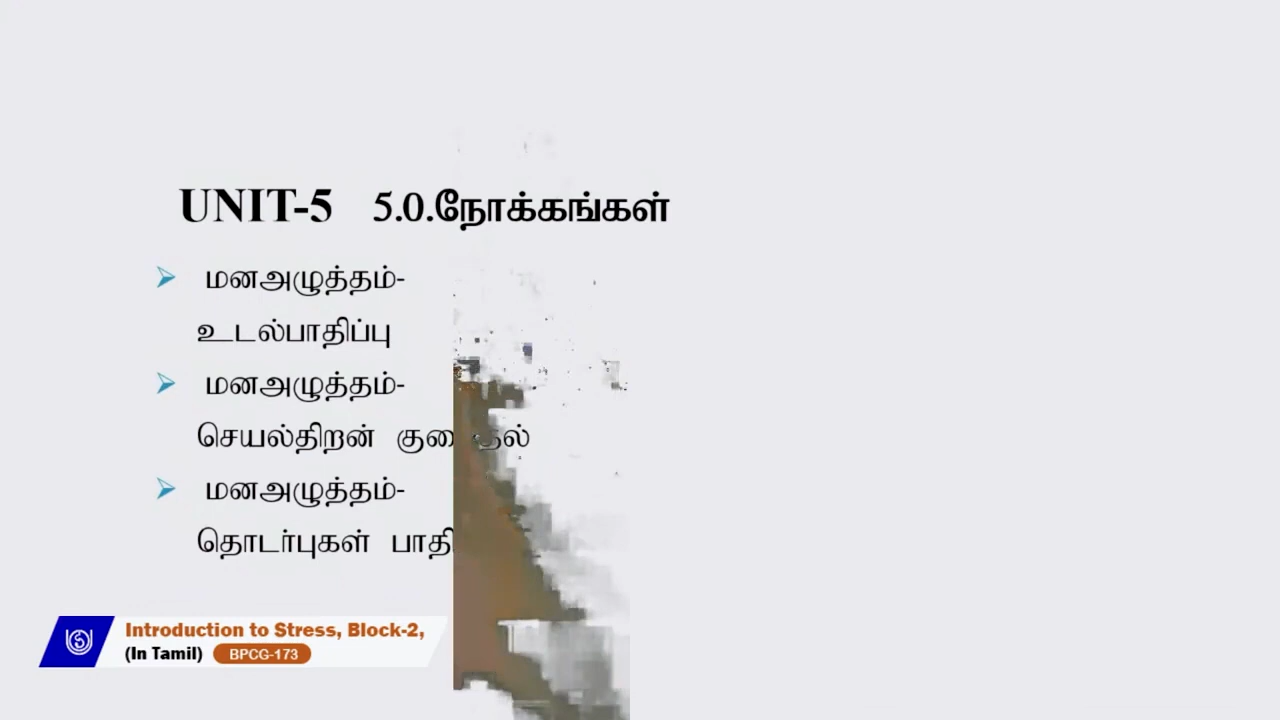 UNIT-5 5.0.நோக்கங்கள்
மனஅழுத்தம்-
உடல்பாதிப்பு
மனஅழுத்தம்-
செயல்திறன்
மனஅழுத்தம்-
தொடர்புகள்
Introduction to Stress, Block-2,
(In Tamil) BPCG-173